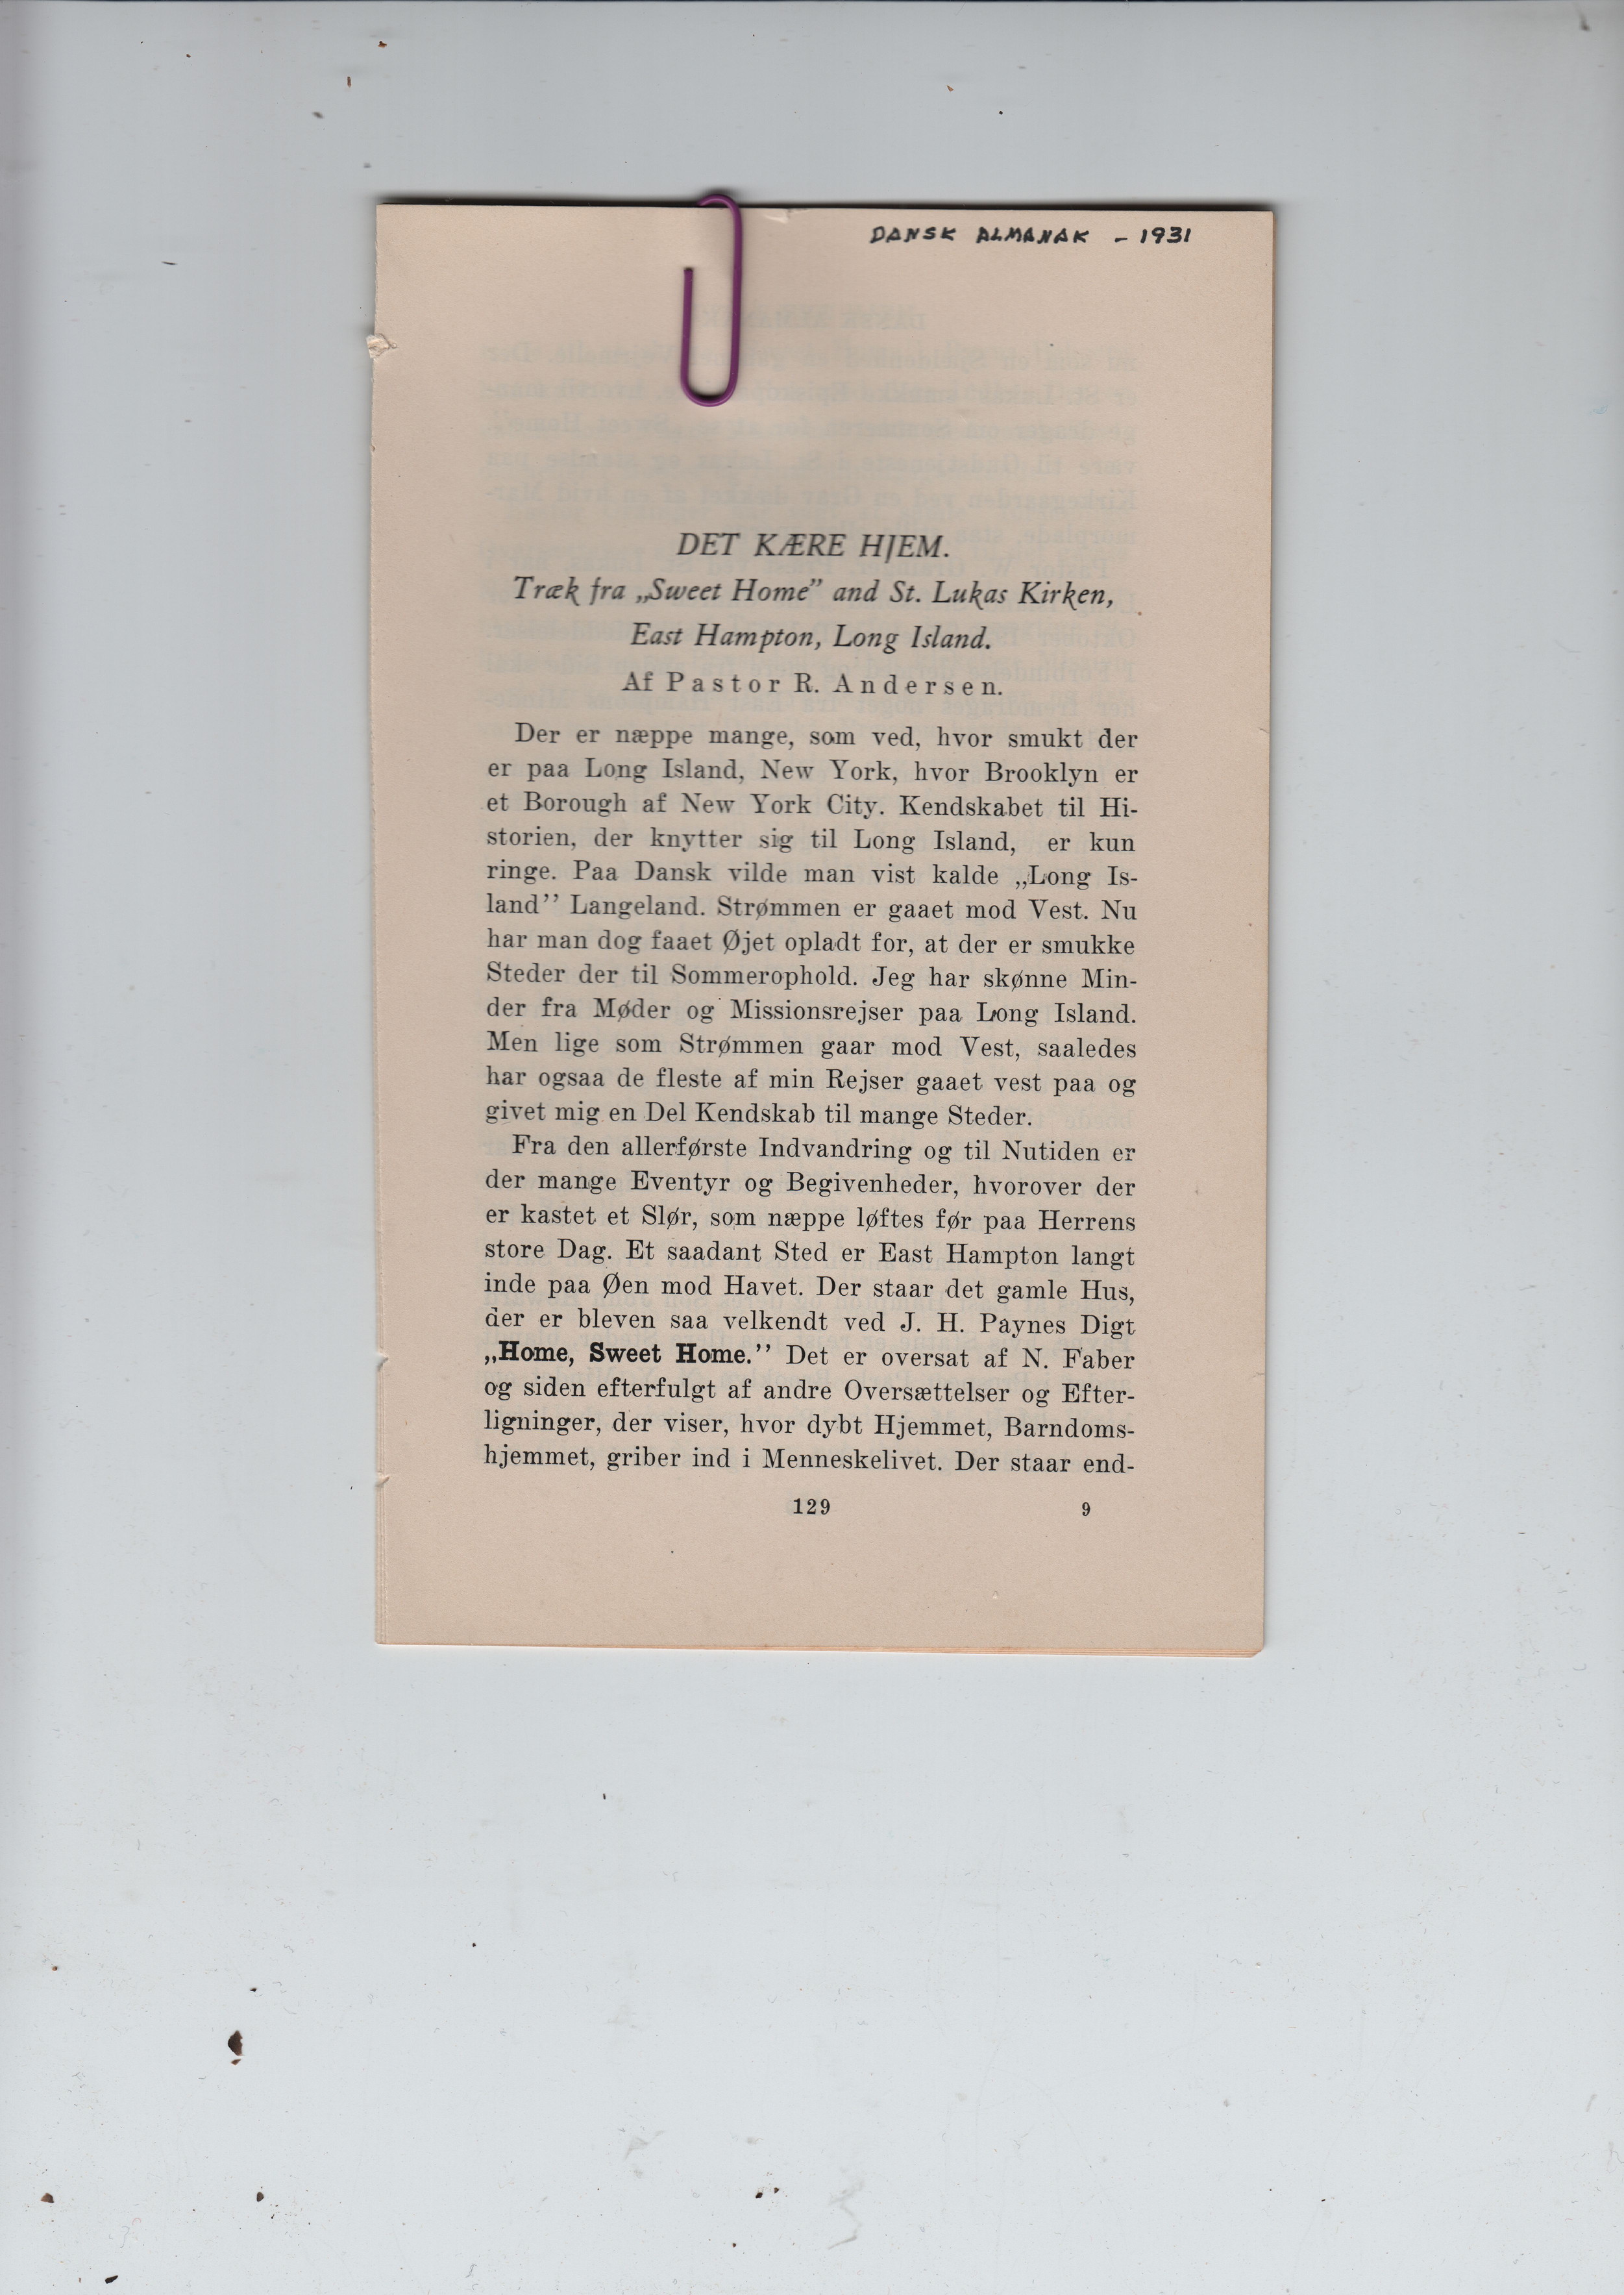 DANSK ALMANAK - 1931
DET KÆRE HJEM.
Træk fra „Sweet Home” and St. Lukas Kirken,
East Hampton, Long Island.
Af Pastor R. Andersen.
Der er næppe mange, som ved, hvor smukt der
er paa Long Island, New York, hvor Brooklyn er
et Borough af New York City. Kendskabet til Hi-
storien, der knytter sig til Long Island, er kun
ringe. Paa Dansk vilde man vist kalde „Long Is-
land’’ Langeland. Strømmen er gaaet mod Vest. Nu
har man dog faaet Øjet opladt for, at der er smukke
Steder der til Sommerophold. Jeg har skønne Min-
der fra Møder og Missionsrejser paa Long Island.
Men lige som Strømmen gaar mod Vest, saaledes
har ogsaa de fleste af min Rejser gaaet vest paa og
givet mig en Del Kendskab til mange Steder.
Fra den allerførste Indvandring og til Nutiden er
der mange Eventyr og Begivenheder, hvorover der
er kastet et Slør, som næppe løftes før paa Herrens
store Dag. Et saadant Sted er East Hampton langt
inde paa Øen mod Havet. Der staar det gamle Hus,
der er bleven saa velkendt ved J. H. Paynes Digt
„Home, Sweet Home.’’ Det er oversat af N. Faber
og siden efterfulgt af andre Oversættelser og Efter-
ligninger, der viser, hvor dybt Hjemmet, Barndoms-
hjemmet, griber ind i Menneskelivet. Der staar end-
129 9